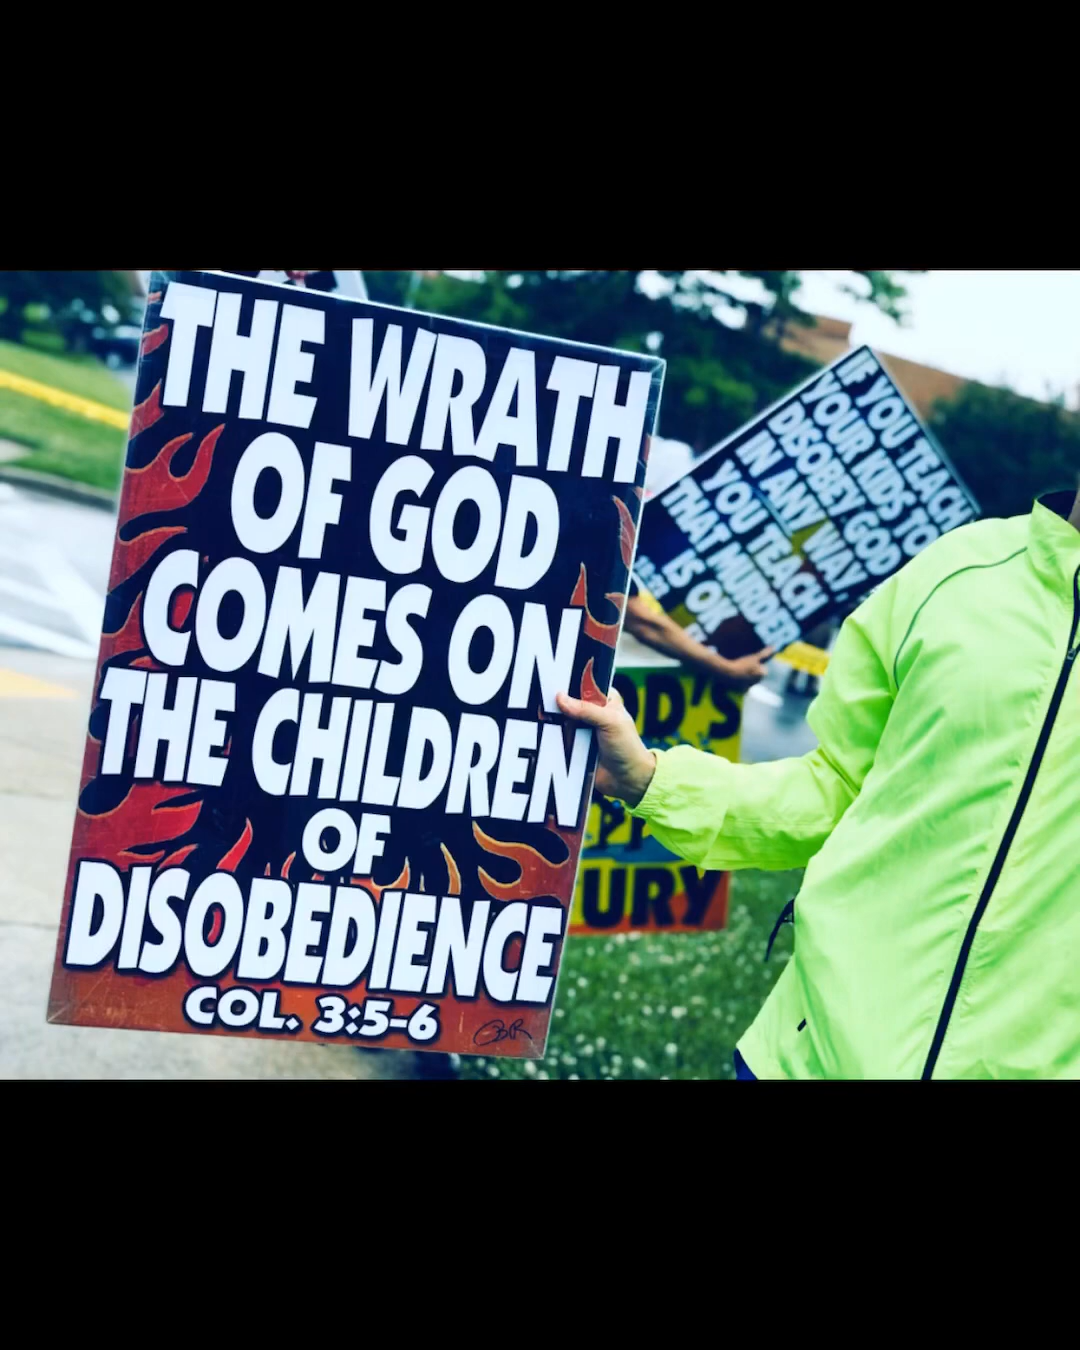 THE WRATH
OF GOD
COMES ON
THE CHILDREN
OF
DISOBEDIENCE
COL. 3:5-6
IF YOU TEACH
YOUR KIDS TO
DISOBEY GOD
IN ANY WAY,
YOU TEACH
THAT MURDER
IS OK
OD'S
URY